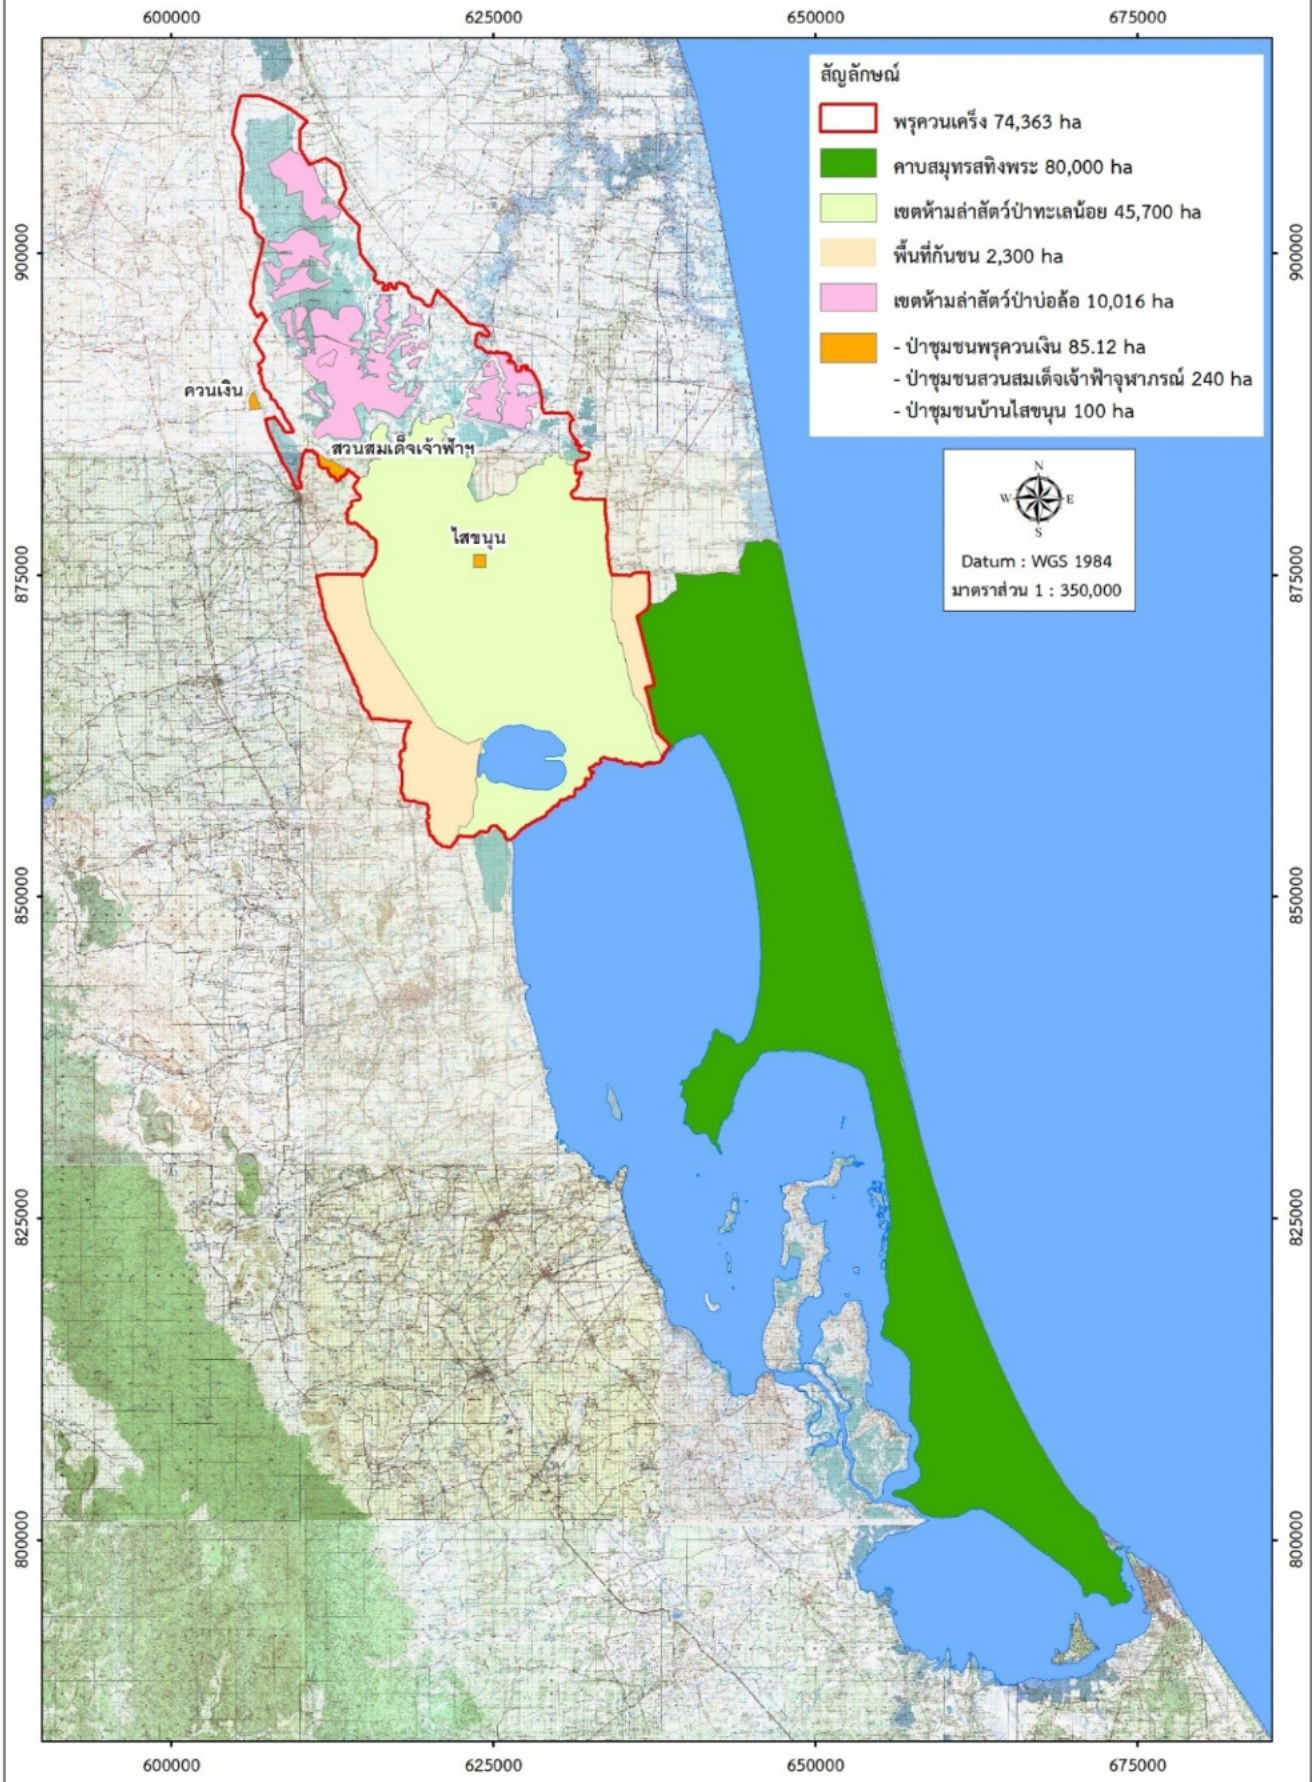 600000 625000 650000 675000
สัญลักษณ์
พรุควนเคร็ง 74,363 ha
คาบสมุทรสทิงพระ 80,000 ha
เขตห้ามล่าสัตว์ป่าทะเลน้อย 45,700 ha
พื้นที่กันชน 2,300 ha
เขตห้ามล่าสัตว์ป่าบ่อล้อ 10,016 ha
- ป่าชุมชนพรุควนเงิน 85.12 ha
- ป่าชุมชนสวนสมเด็จเจ้าฟ้าจุฬาภรณ์ 240 ha
- ป่าชุมชนบ้านไสขนุน 100 ha
N
W E
S
Datum : WGS 1984
มาตราส่วน 1 : 350,000
ควนเงิน
สวนสมเด็จเจ้าฟ้าฯ
ไสขนุน
900000 900000
875000 875000
850000 850000
825000 825000
800000 800000
600000 625000 650000 675000